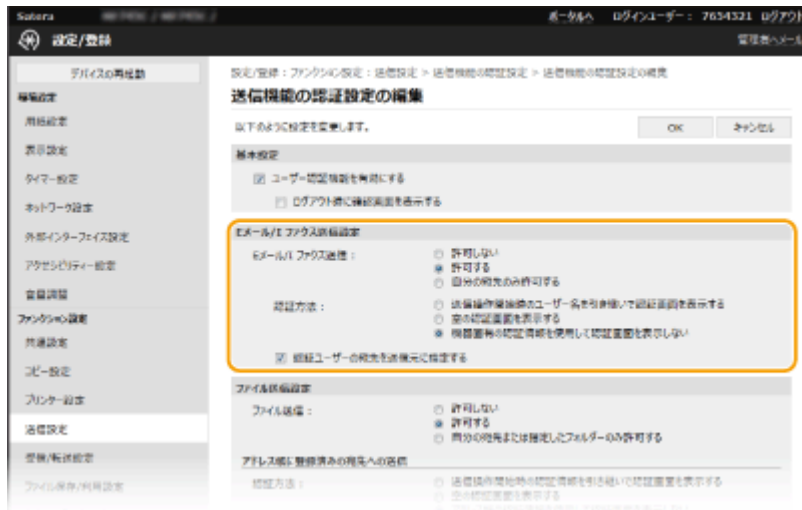 Satera
ポータルへ ログインユーザー： 7654321 ログアウト
設定/登録
管理者へメール
デバイスの再起動
環境設定
用紙設定
表示設定
タイマー設定
ネットワーク設定
外部インターフェイス設定
アクセシビリティー設定
音量調整
ファンクション設定
共通設定
コピー設定
プリンター設定
送信設定
受信/転送設定
ファイル保存/利用設定
設定/登録：ファンクション設定：送信設定 > 送信機能の認証設定 > 送信機能の認証設定の編集
送信機能の認証設定の編集
以下のように設定を変更します。
OK キャンセル
基本設定
ユーザー認証機能を有効にする
ログアウト時に確認画面を表示する
Eメール/I ファクス送信設定
Eメール/I ファクス送信：
許可しない
許可する
自分の宛先のみ許可する
認証方法：
送信操作開始時のユーザー名を引き継いで認証画面を表示する
空の認証画面を表示する
機器固有の認証情報を使用して認証画面を表示しない
認証ユーザーの宛先を送信元に指定する
ファイル送信設定
ファイル送信：
許可しない
許可する
自分の宛先または指定したフォルダーのみ許可する
アドレス帳に登録済みの宛先への送信
認証方法：
送信操作開始時の認証情報を引き継いで認証画面を表示する
空の認証画面を表示する